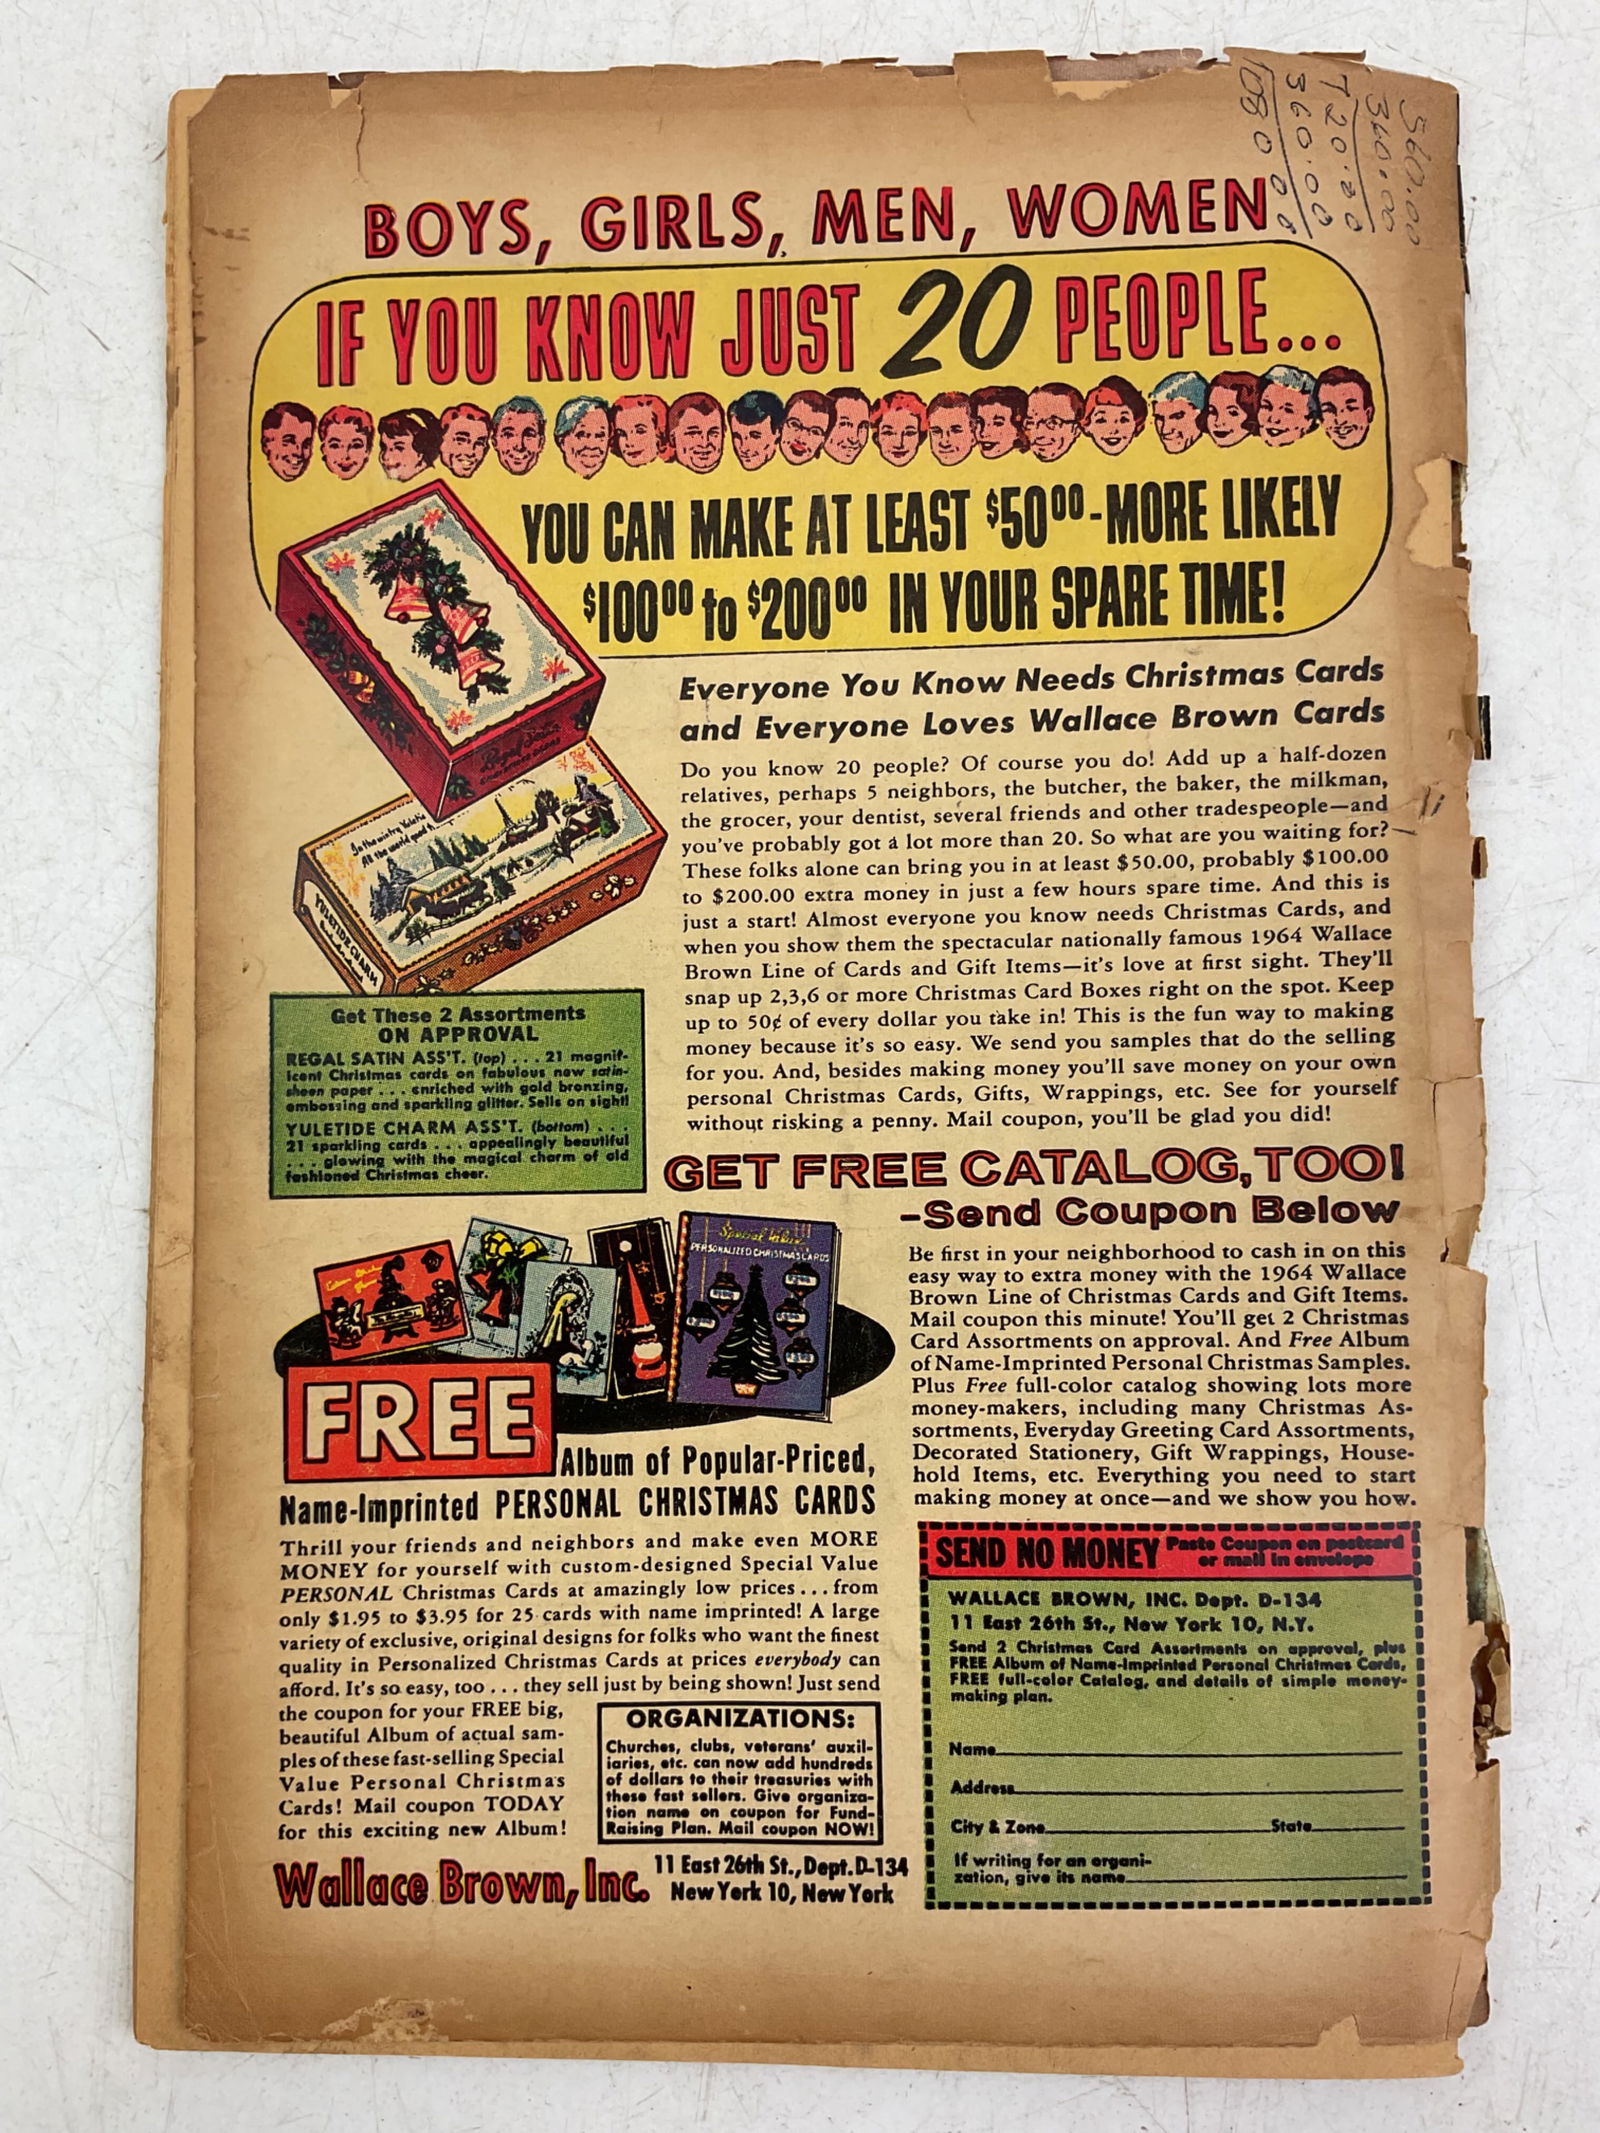 560.00
360.00
720.00
360.00
1080.00
BOYS, GIRLS, MEN, WOMEN
IF YOU KNOW JUST 20 PEOPLE...
YOU CAN MAKE AT LEAST $50⁰⁰-MORE LIKELY
$100⁰⁰ to $200⁰⁰ IN YOUR SPARE TIME!
Regal Satin
In the wintry Yuletide
All the world
YULETIDE CHARM
Everyone You Know Needs Christmas Cards
and Everyone Loves Wallace Brown Cards
Do you know 20 people? Of course you do! Add up a half-dozen
relatives, perhaps 5 neighbors, the butcher, the baker, the milkman,
the grocer, your dentist, several friends and other tradespeople—and
you've probably got a lot more than 20. So what are you waiting for?
These folks alone can bring you in at least $50.00, probably $100.00
to $200.00 extra money in just a few hours spare time. And this is
just a start! Almost everyone you know needs Christmas Cards, and
when you show them the spectacular nationally famous 1964 Wallace
Brown Line of Cards and Gift Items—it's love at first sight. They'll
snap up 2,3,6 or more Christmas Card Boxes right on the spot. Keep
up to 50¢ of every dollar you take in! This is the fun way to making
money because it's so easy. We send you samples that do the selling
for you. And, besides making money you'll save money on your own
personal Christmas Cards, Gifts, Wrappings, etc. See for yourself
without risking a penny. Mail coupon, you'll be glad you did!
Get These 2 Assortments
ON APPROVAL
REGAL SATIN ASS'T. (top) . . . 21 magnif-
icent Christmas cards on fabulous new satin-
sheen paper . . . enriched with gold bronzing,
embossing and sparkling glitter. Sells on sight!
YULETIDE CHARM ASS'T. (bottom) . . .
21 sparkling cards . . . appealingly beautiful
. . . glowing with the magical charm of old
fashioned Christmas cheer.
GET FREE CATALOG, TOO!
–Send Coupon Below
Be first in your neighborhood to cash in on this
easy way to extra money with the 1964 Wallace
Brown Line of Christmas Cards and Gift Items.
Mail coupon this minute! You'll get 2 Christmas
Card Assortments on approval. And Free Album
of Name-Imprinted Personal Christmas Samples.
Plus Free full-color catalog showing lots more
money-makers, including many Christmas As-
sortments, Everyday Greeting Card Assortments,
Decorated Stationery, Gift Wrappings, House-
hold Items, etc. Everything you need to start
making money at once—and we show you how.
Special Value
PERSONALIZED CHRISTMAS CARDS
FREE
Album of Popular-Priced,
Name-Imprinted PERSONAL CHRISTMAS CARDS
Thrill your friends and neighbors and make even MORE
MONEY for yourself with custom-designed Special Value
PERSONAL Christmas Cards at amazingly low prices...from
only $1.95 to $3.95 for 25 cards with name imprinted! A large
variety of exclusive, original designs for folks who want the finest
quality in Personalized Christmas Cards at prices everybody can
afford. It's so easy, too . . . they sell just by being shown! Just send
the coupon for your FREE big,
beautiful Album of actual sam-
ples of these fast-selling Special
Value Personal Christmas
Cards! Mail coupon TODAY
for this exciting new Album!
ORGANIZATIONS:
Churches, clubs, veterans' auxil-
iaries, etc. can now add hundreds
of dollars to their treasuries with
these fast sellers. Give organiza-
tion name on coupon for Fund-
Raising Plan. Mail coupon NOW!
Wallace Brown, Inc.
11 East 26th St., Dept. D-134
New York 10, New York
SEND NO MONEY
Paste Coupon on postcard
or mail in envelope
WALLACE BROWN, INC. Dept. D-134
11 East 26th St., New York 10, N.Y.
Send 2 Christmas Card Assortments on approval, plus
FREE Album of Name-Imprinted Personal Christmas Cards,
FREE full-color Catalog, and details of simple money-
making plan.
Name
Address
City & Zone State
If writing for an organi-
zation, give its name